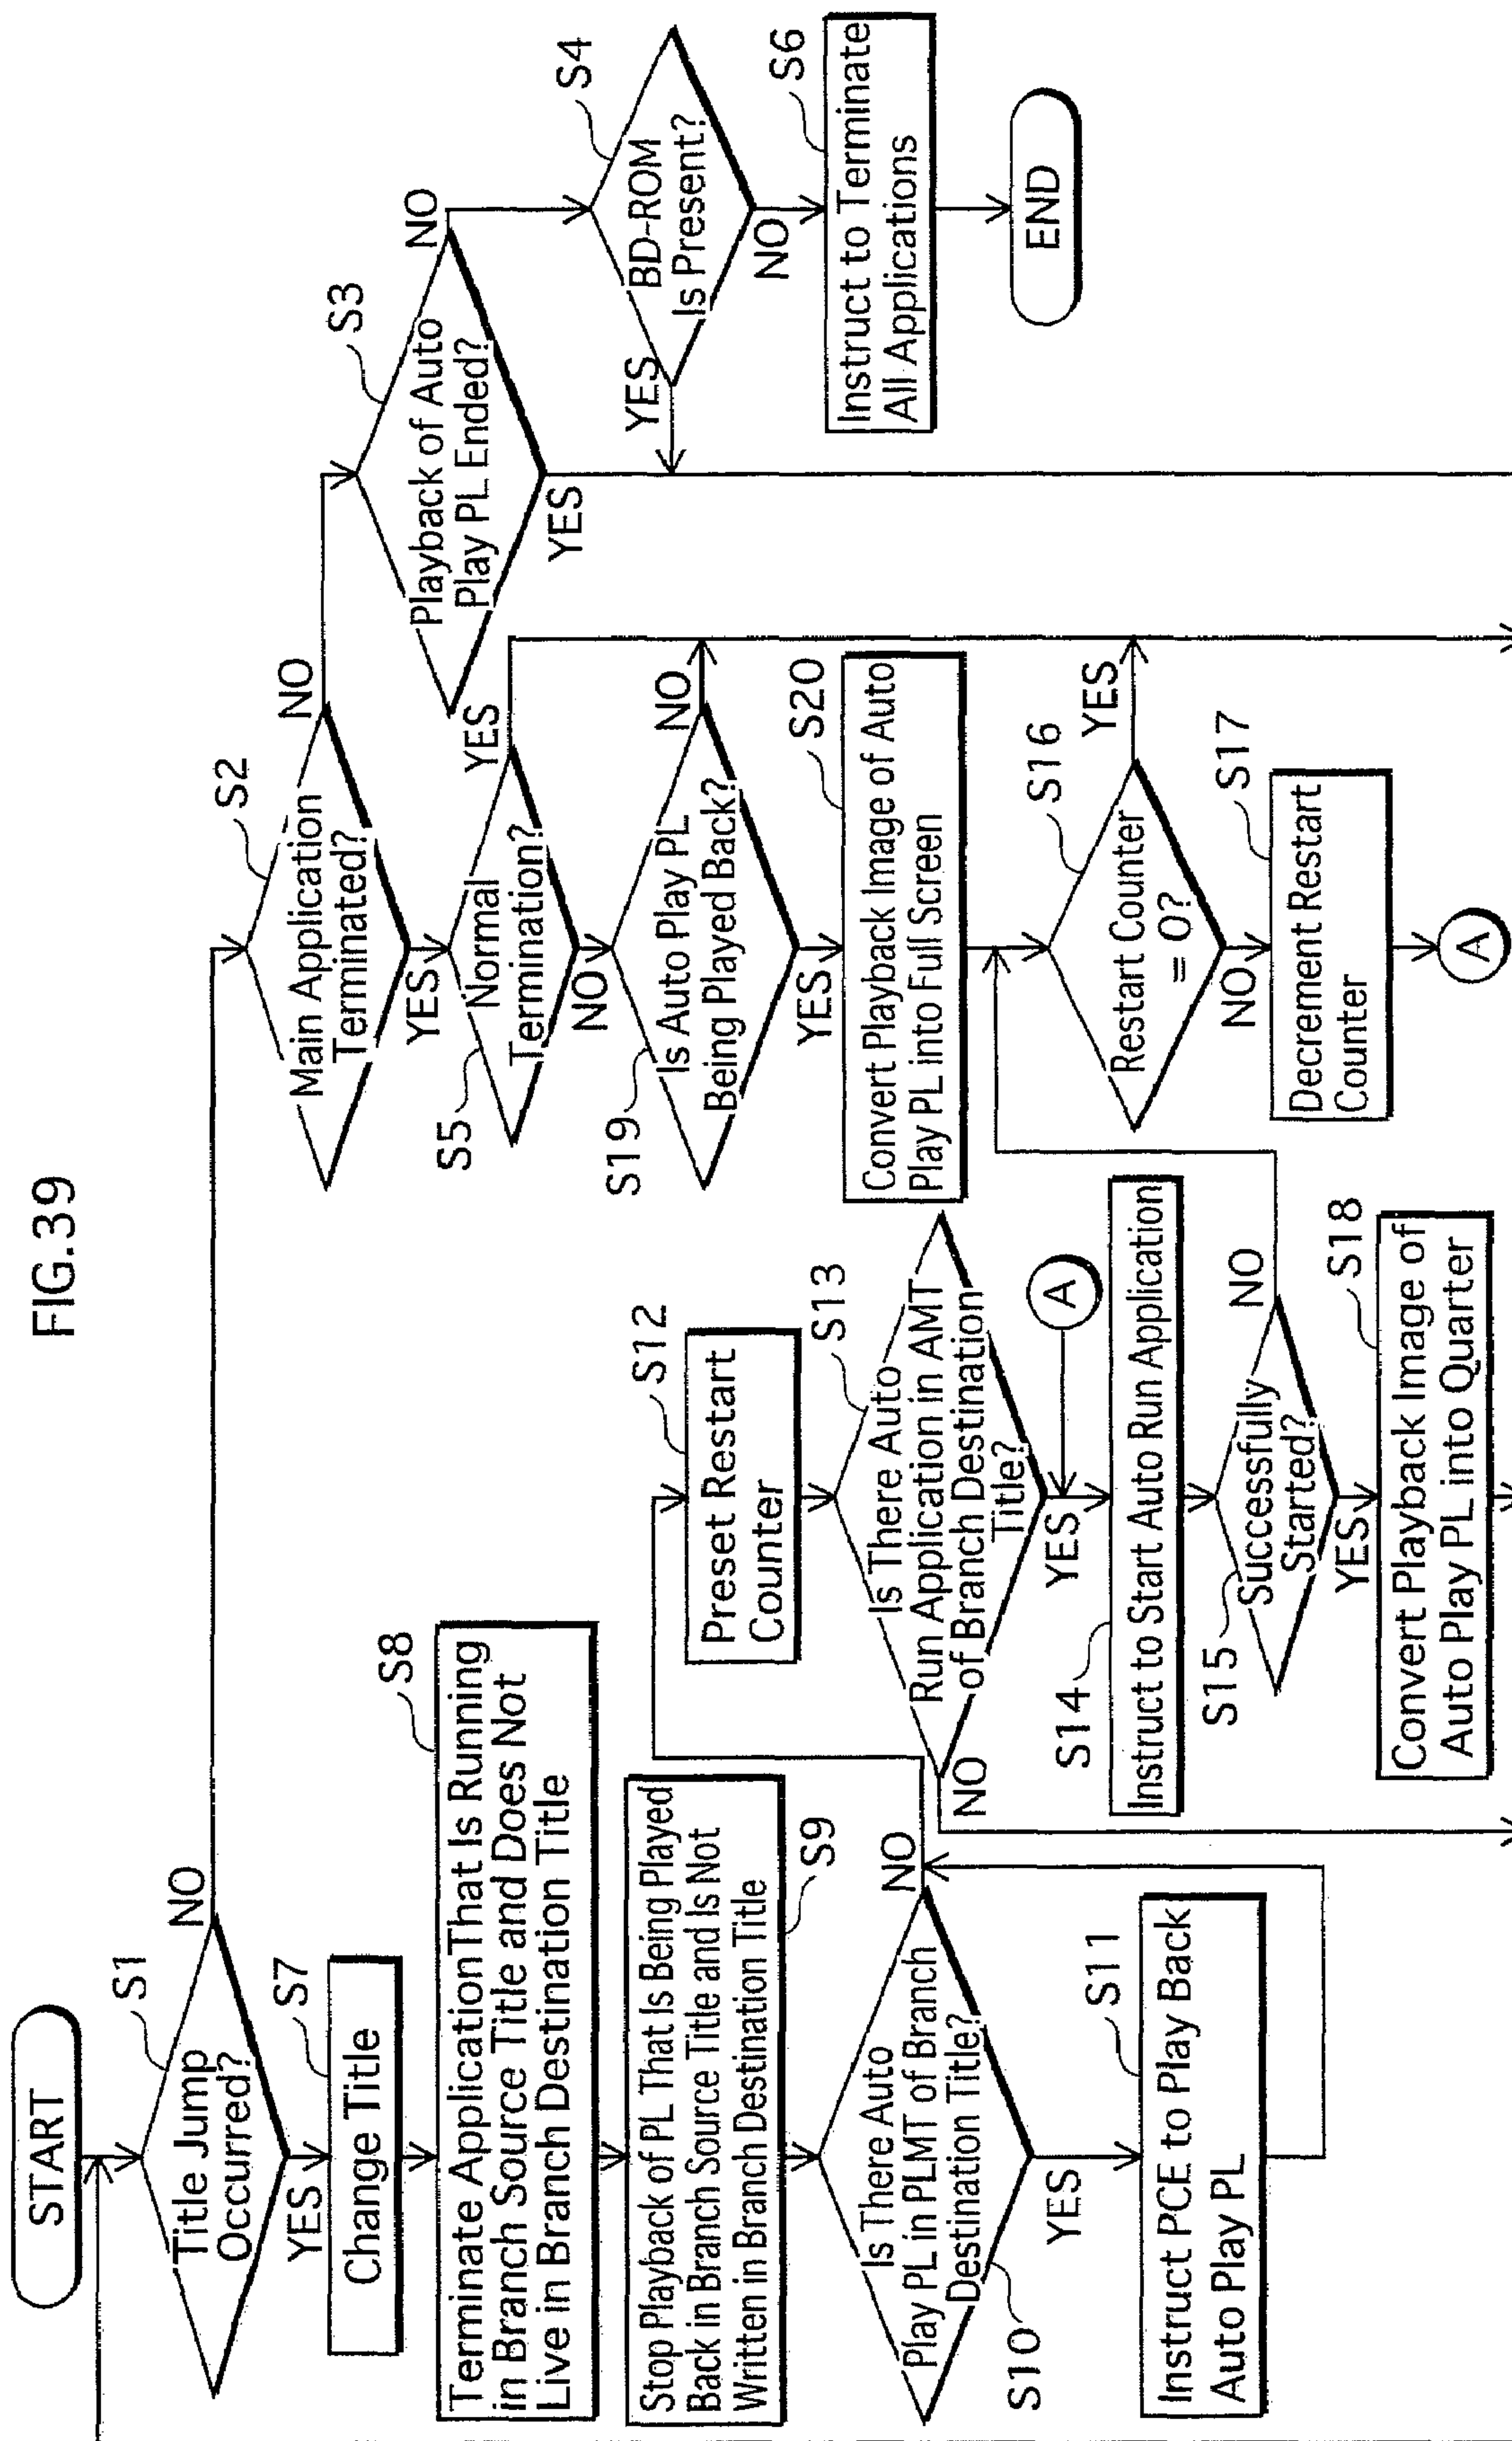 FIG.39
START
S1
Title Jump
Occurred?
NO
YES
S7
Change Title
S8
Terminate Application That Is Running
in Branch Source Title and Does Not
Live in Branch Destination Title
Stop Playback of PL That Is Being Played
Back in Branch Source Title and Is Not
Written in Branch Destination Title
S9
Is There Auto
Play PL in PLMT of Branch
Destination Title?
S10
NO
YES
S11
Instruct PCE to Play Back
Auto Play PL
S12
Preset Restart
Counter
S13
Is There Auto
Run Application in AMT
of Branch Destination
Title?
NO
YES
A
S14
Instruct to Start Auto Run Application
S15
Successfully
Started?
NO
YES
S18
Convert Playback Image of
Auto Play PL into Quarter
S2
Main Application
Terminated?
NO
YES
S5
Normal
Termination?
YES
NO
S19
Is Auto Play PL
Being Played Back?
NO
YES
S20
Convert Playback Image of Auto
Play PL into Full Screen
S16
Restart Counter
= 0?
YES
NO
S17
Decrement Restart
Counter
A
S3
Playback of Auto
Play PL Ended?
NO
YES
S4
BD-ROM
Is Present?
YES
NO
S6
Instruct to Terminate
All Applications
END